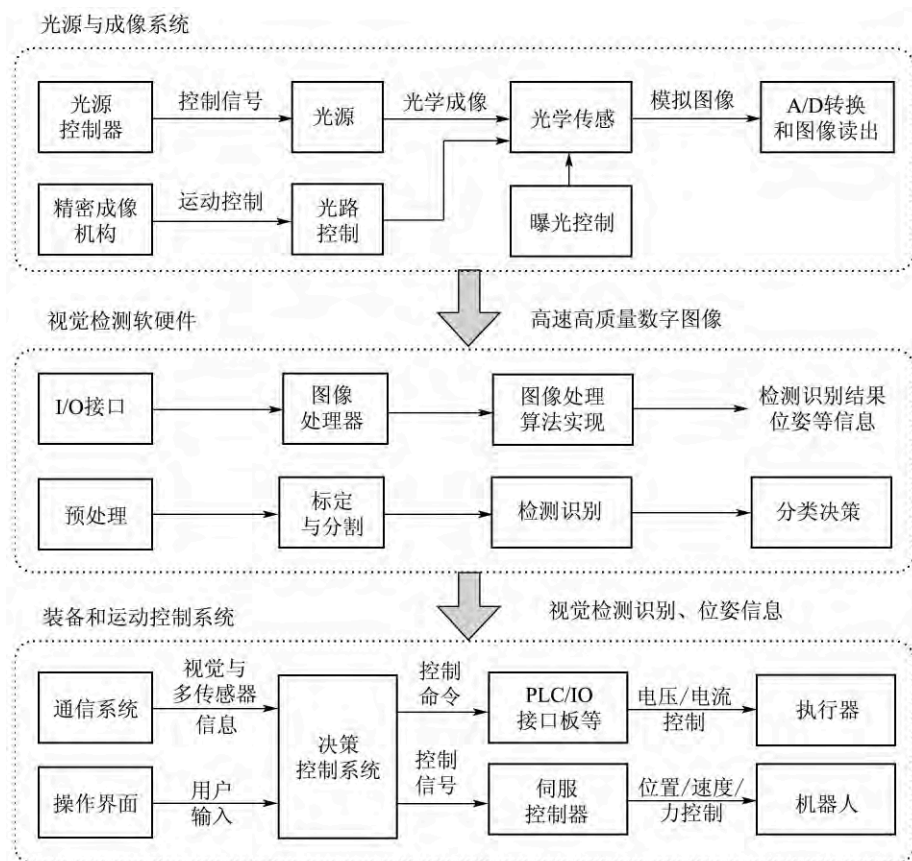 光源与成像系统
光源
控制器
控制信号
光源
光学成像
光学传感
模拟图像
A/D转换
和图像读出
精密成像
机构
运动控制
光路
控制
曝光控制
视觉检测软硬件
高速高质量数字图像
I/O接口
图像
处理器
图像处理
算法实现
检测识别结果
位姿等信息
预处理
标定
与分割
检测识别
分类决策
装备和运动控制系统
视觉检测识别、位姿信息
通信系统
视觉与
多传感器
信息
决策
控制系统
控制
命令
PLC/IO
接口板等
电压/电流
控制
执行器
操作界面
用户
输入
控制
信号
伺服
控制器
位置/速度/
力控制
机器人